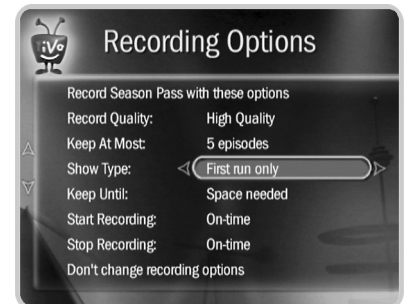 TiVo
Recording Options
Record Season Pass with these options
Record Quality: High Quality
Keep At Most: 5 episodes
Show Type: First run only
Keep Until: Space needed
Start Recording: On-time
Stop Recording: On-time
Don't change recording options